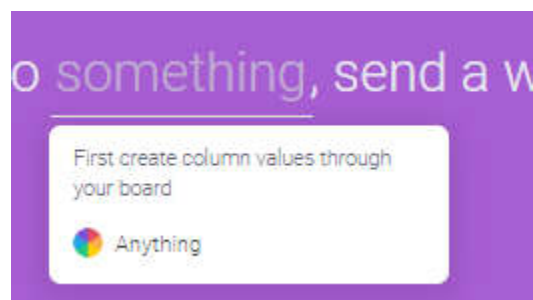 o something, send a w
First create column values through
your board
Anything